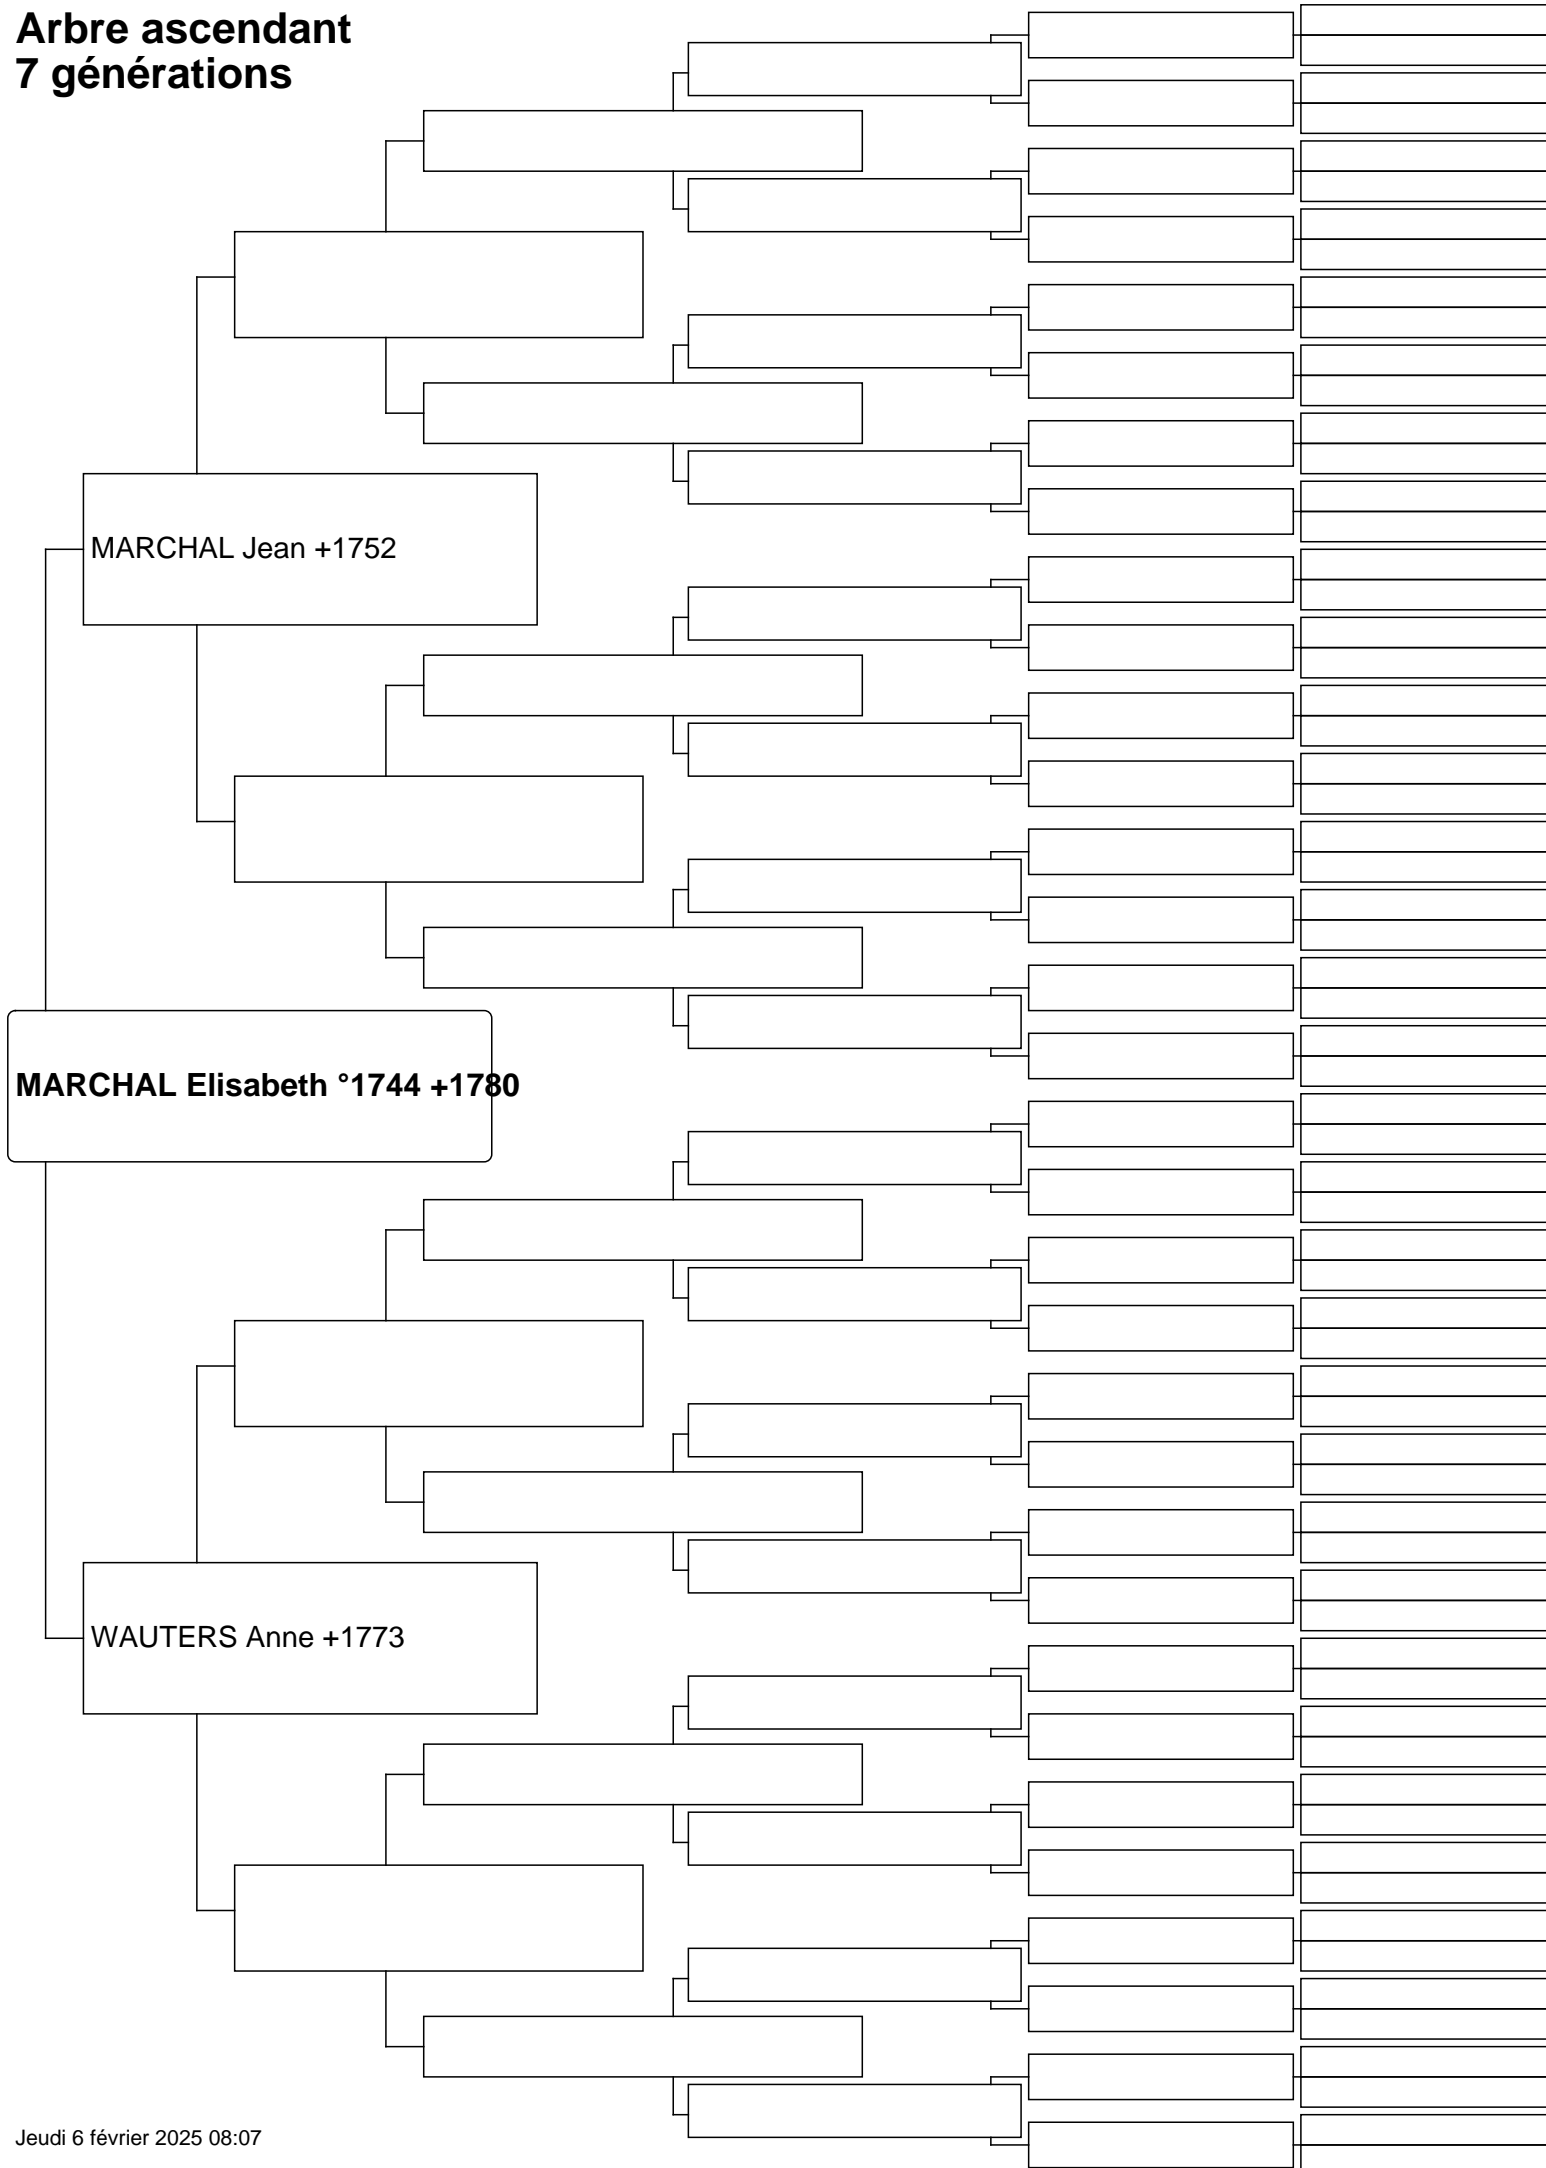 Arbre ascendant
7 générations
MARCHAL Jean +1752
MARCHAL Elisabeth °1744 +1780
WAUTERS Anne +1773
Jeudi 6 février 2025 08:07